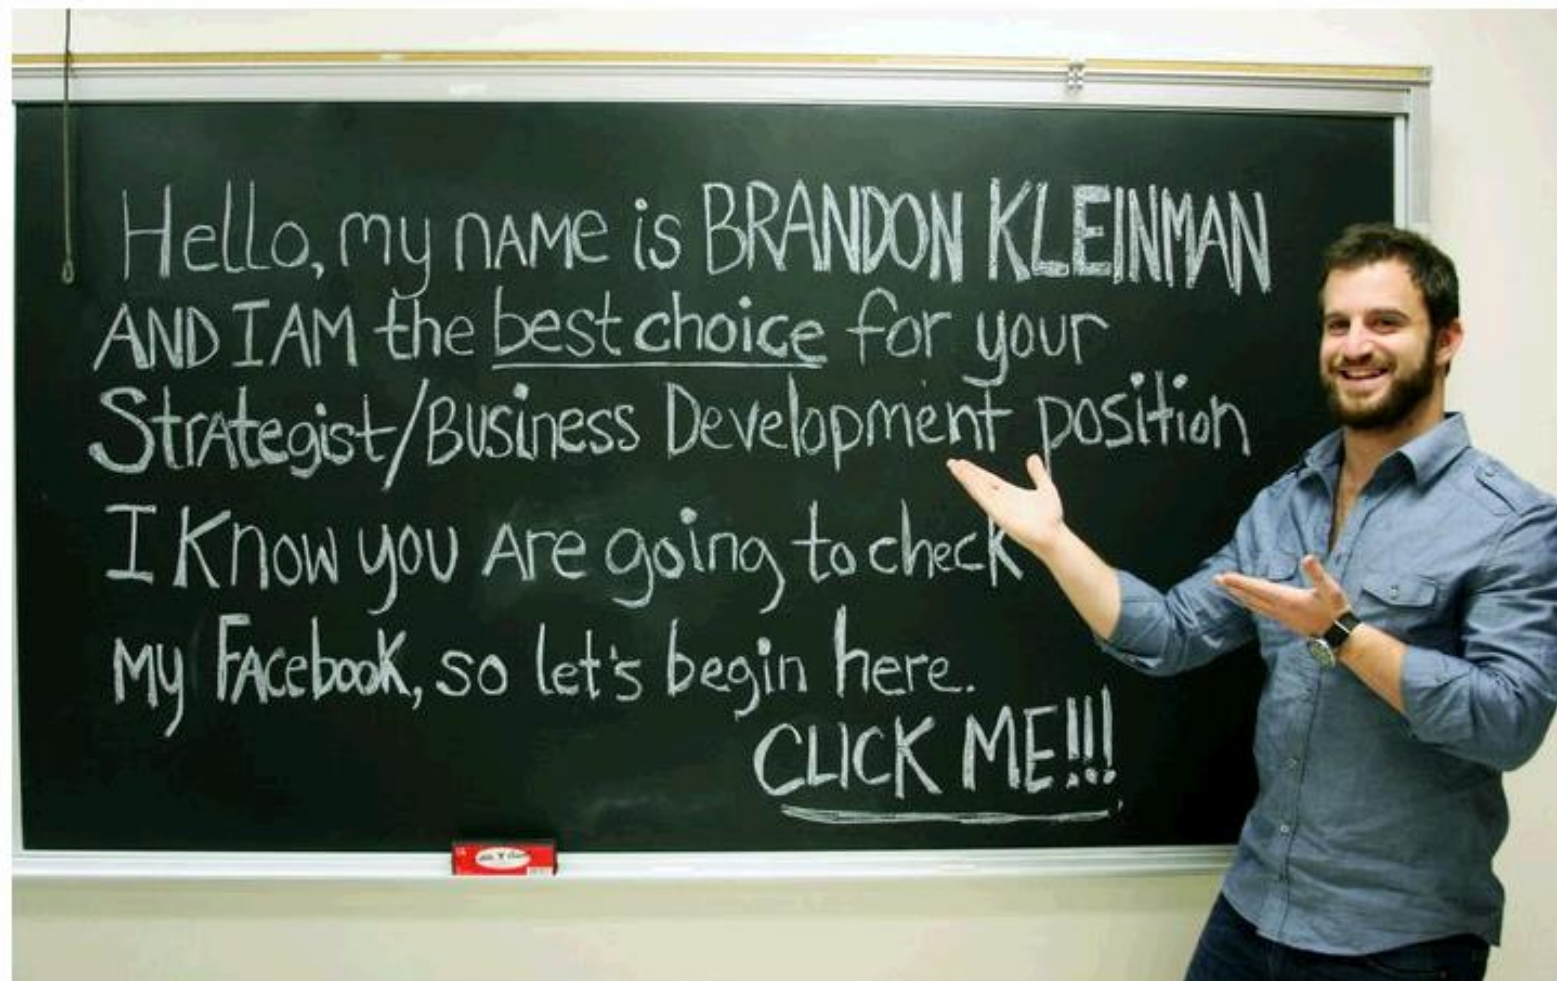 Hello, my nAMe is BRANDON KLEINMAN
AND I AM the best choice for your
StrAtegist/Business Development position
I Know you Are going to check
my FAcebook, so let's begin here.
CLICK ME!!!